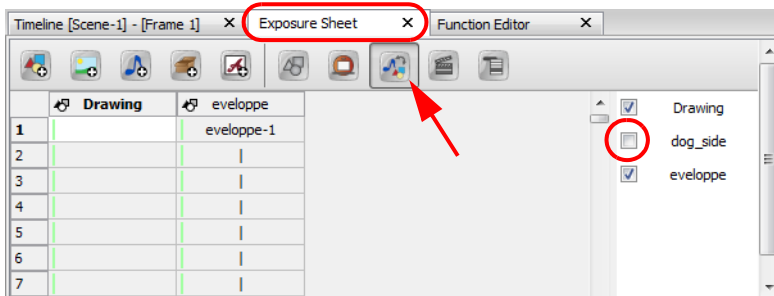 Timeline [Scene-1] - [Frame 1] X Exposure Sheet X Function Editor X
Drawing eveloppe
1 eveloppe-1
2
3
4
5
6
7
Drawing
dog_side
eveloppe